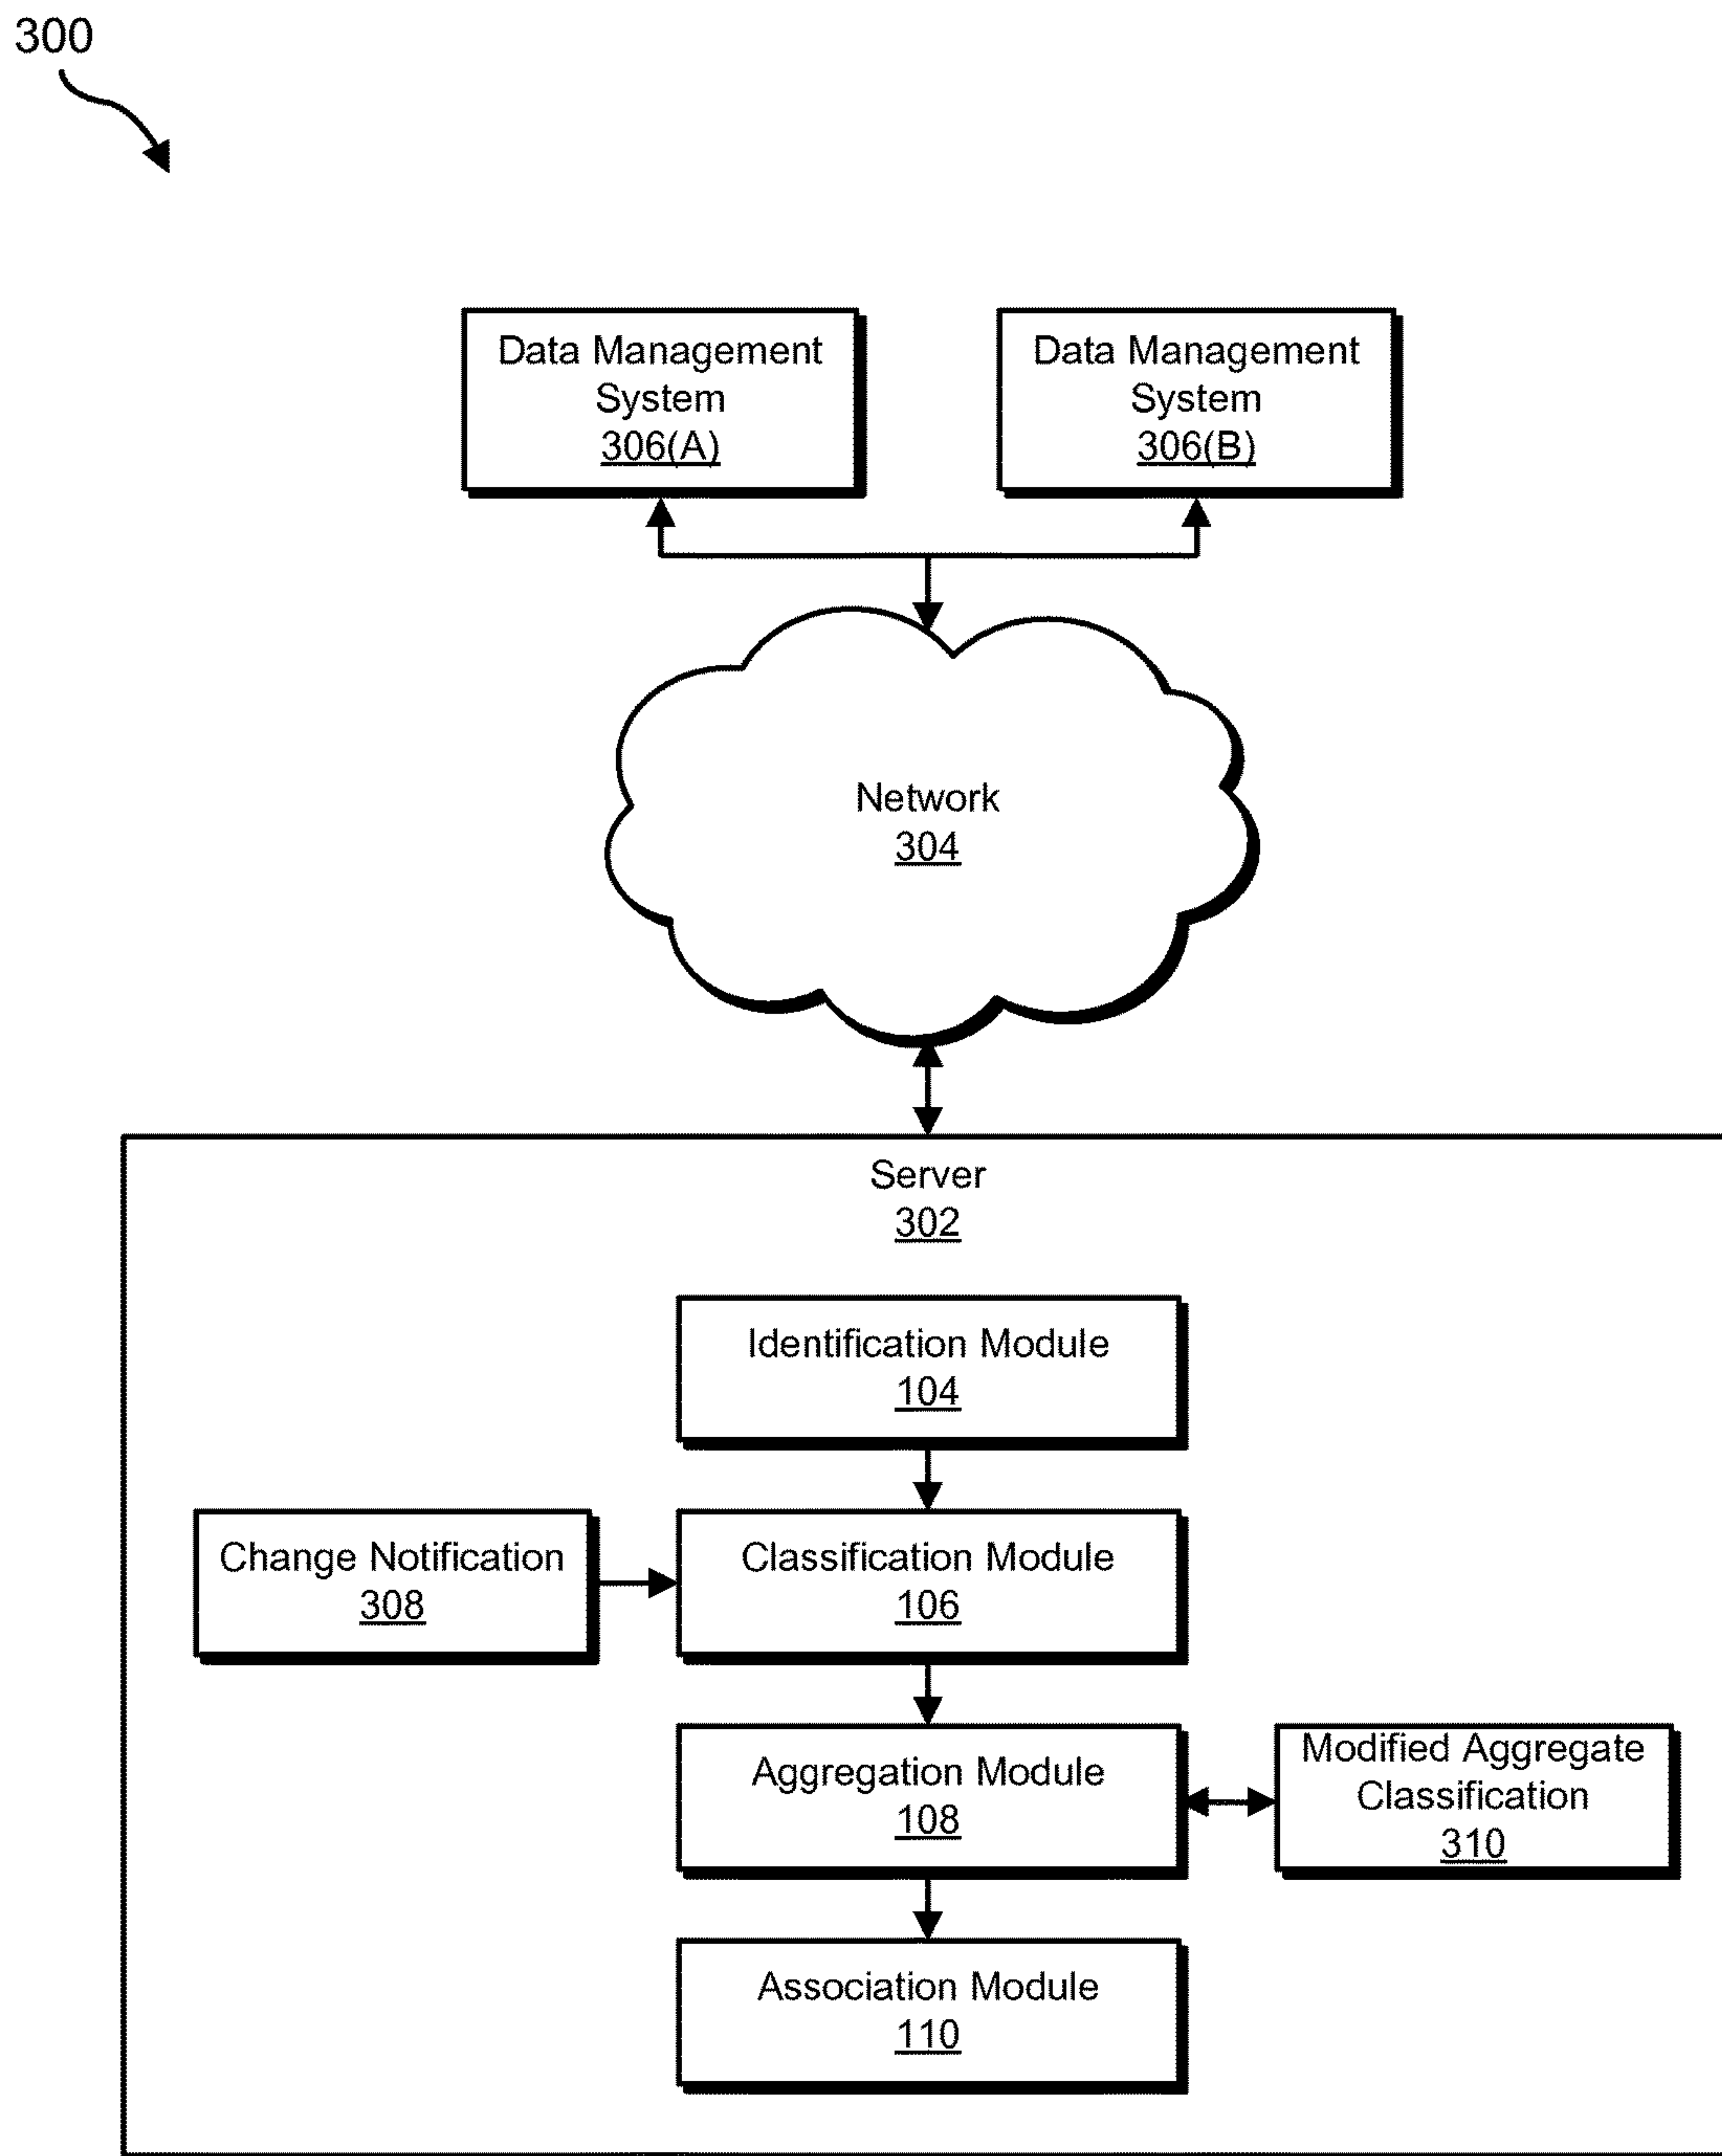 300
Data Management
System
306(A)
Data Management
System
306(B)
Network
304
Server
302
Identification Module
104
Change Notification
308
Classification Module
106
Aggregation Module
108
Modified Aggregate
Classification
310
Association Module
110